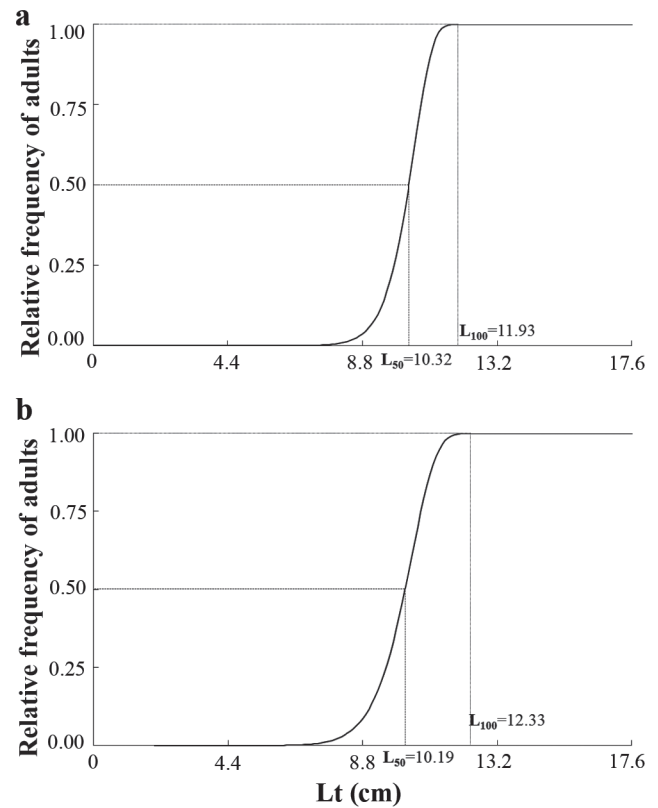 a
Relative frequency of adults
1.00
0.75
0.50
0.25
0.00
L100=11.93
0 4.4 8.8 L50=10.32 13.2 17.6
b
Relative frequency of adults
1.00
0.75
0.50
0.25
0.00
L100=12.33
0 4.4 8.8 L50=10.19 13.2 17.6
Lt (cm)